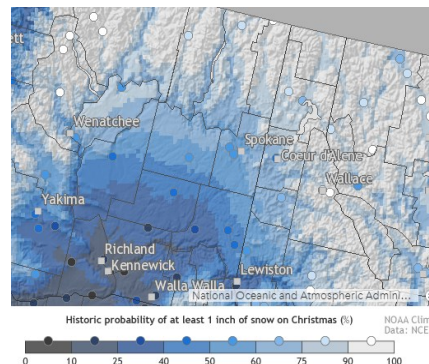 ett
Wenatchee
Spokane
Coeur d'Alene
Wallace
Yakima
Richland
Kennewick
Walla Walla
Lewiston
National Oceanic and Atmospheric Admini...
Historic probability of at least 1 inch of snow on Christmas (%)
NOAA Clim
Data: NCE
0 10 25 40 50 60 75 90 100